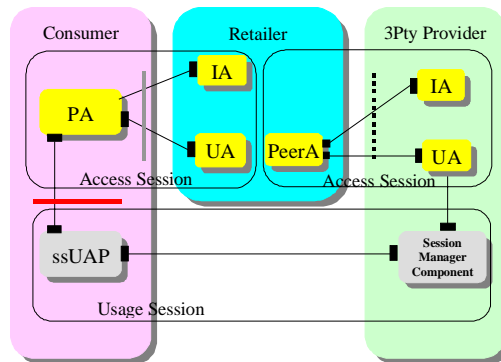 Consumer
Retailer
3Pty Provider
IA
IA
PA
UA
PeerA
UA
Access Session
Access Session
ssUAP
Session
Manager
Component
Usage Session